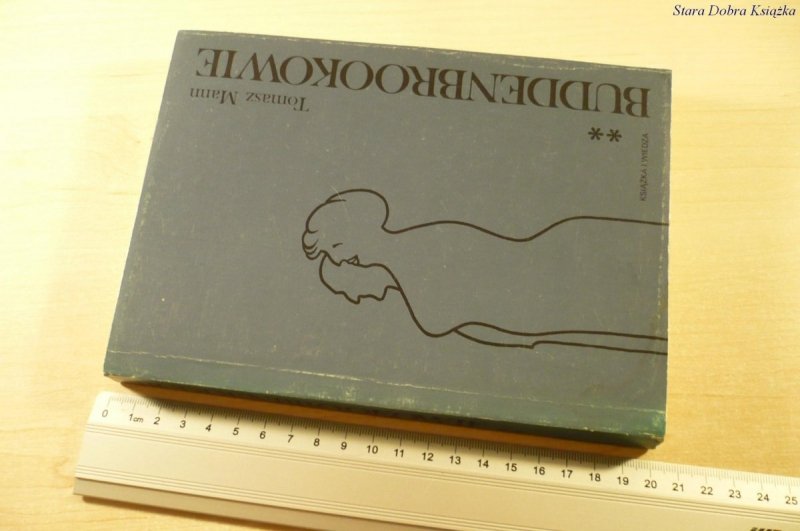 Stara Dobra Książka
Tomasz Mann
BUDDENBROOKOWIE
**
KSIĄŻKA I WIEDZA
0 1cm 2 3 4 5 6 7 8 9 10 11 12 13 14 15 16 17 18 19 20 21 22 23 24 25